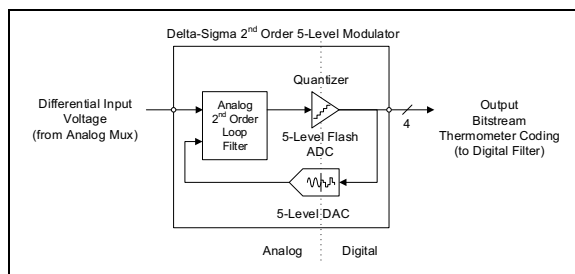 Delta-Sigma 2nd Order 5-Level Modulator
Differential Input
Voltage
(from Analog Mux)
Analog
2nd Order
Loop
Filter
Quantizer
5-Level Flash
ADC
4
Output
Bitstream
Thermometer Coding
(to Digital Filter)
5-Level DAC
Analog
Digital